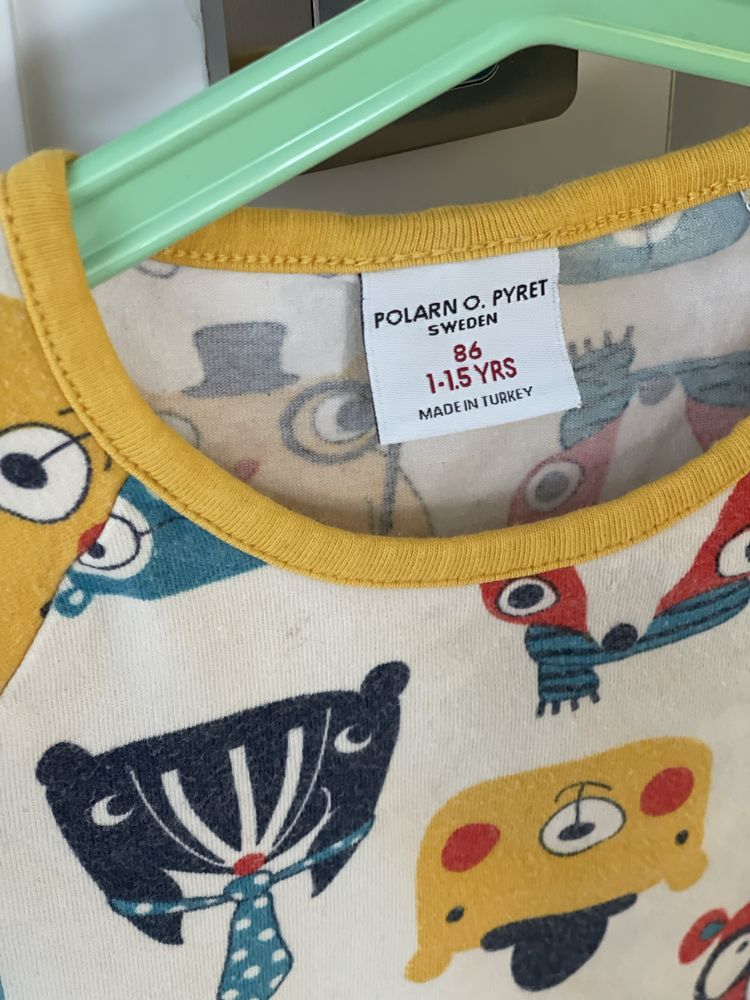 POLARN O. PYRET
SWEDEN
86
1-1.5 YRS
MADE IN TURKEY